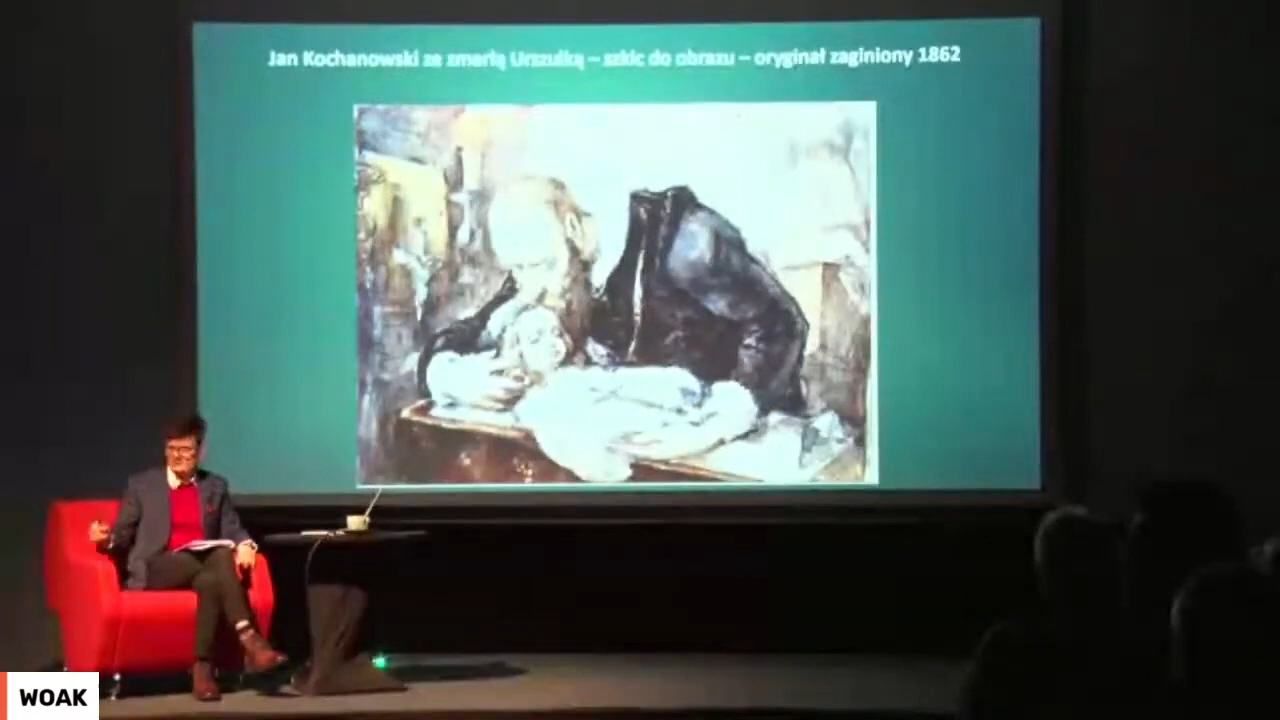 Jan Kochanowski ze zmarłą Urszulką – szkic do obrazu – oryginał zaginiony 1862
WOAK